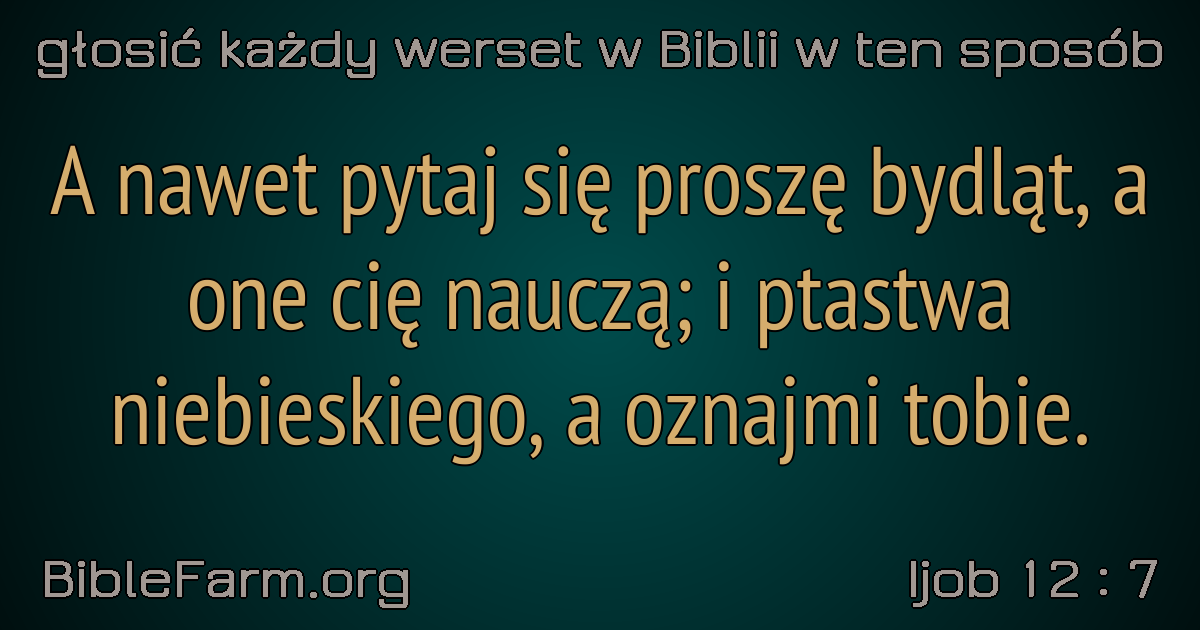 głosić każdy werset w Biblii w ten sposób
A nawet pytaj się proszę bydląt, a
one cię nauczą; i ptastwa
niebieskiego, a oznajmi tobie.
BibleFarm.org
Ijob 12 : 7